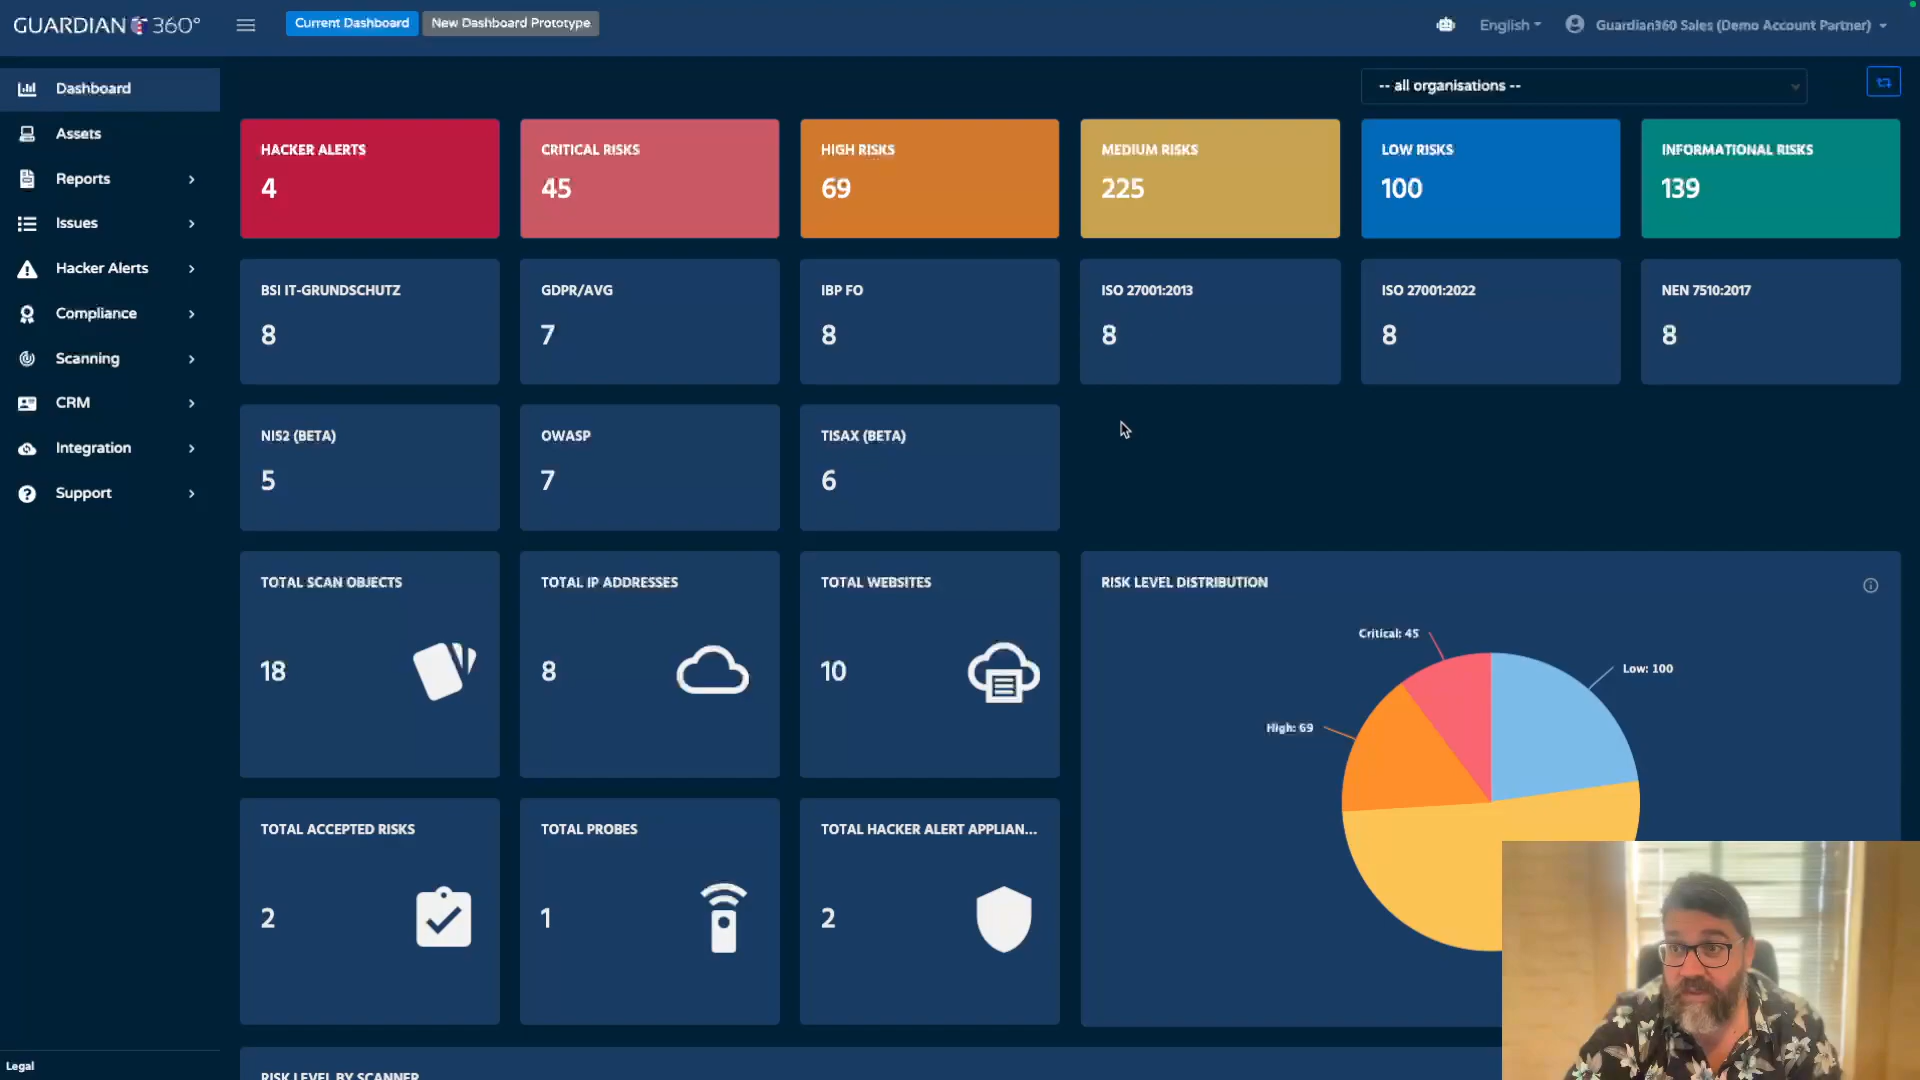 GUARDIAN 360°
Current Dashboard
New Dashboard Prototype
English
Guardian360 Sales (Demo Account Partner)
Dashboard
Assets
Reports
Issues
Hacker Alerts
Compliance
Scanning
CRM
Integration
Support
Legal
-- all organisations --
HACKER ALERTS
4
CRITICAL RISKS
45
HIGH RISKS
69
MEDIUM RISKS
225
LOW RISKS
100
INFORMATIONAL RISKS
139
BSI IT-GRUNDSCHUTZ
8
GDPR/AVG
7
IBP FO
8
ISO 27001:2013
8
ISO 27001:2022
8
NEN 7510:2017
8
NIS2 (BETA)
5
OWASP
7
TISAX (BETA)
6
TOTAL SCAN OBJECTS
18
TOTAL IP ADDRESSES
8
TOTAL WEBSITES
10
RISK LEVEL DISTRIBUTION
Critical: 45
Low: 100
High: 69
TOTAL ACCEPTED RISKS
2
TOTAL PROBES
1
TOTAL HACKER ALERT APPLIAN...
2
RISK LEVEL BY SCANNER